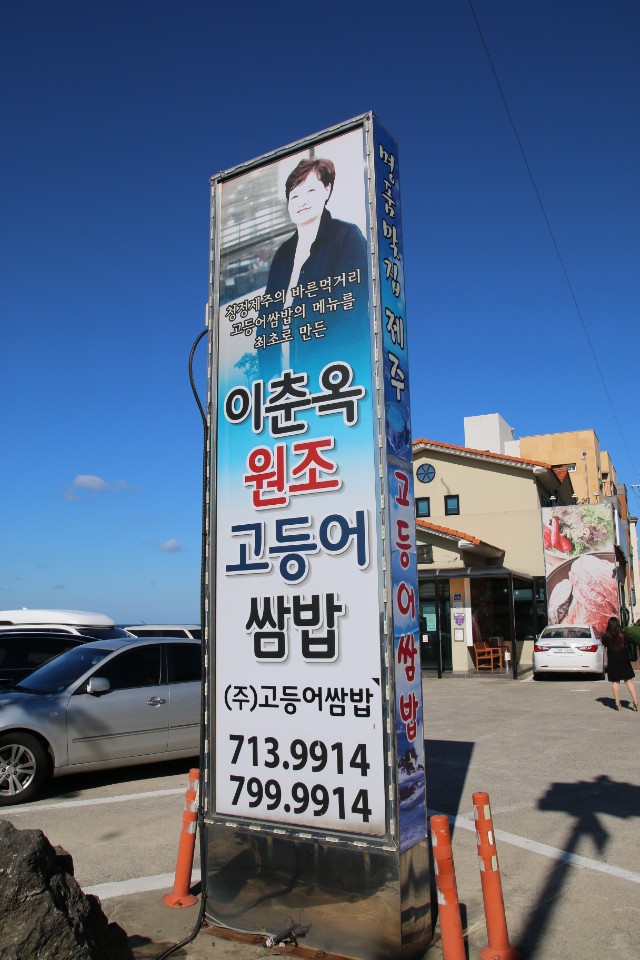 청정제주의 바른먹거리
고등어쌈밥의 메뉴를
최초로 만든
이춘옥
원조
고등어
쌈밥
(주)고등어쌈밥
713.9914
799.9914
명품맛집 제주
고등어쌈밥